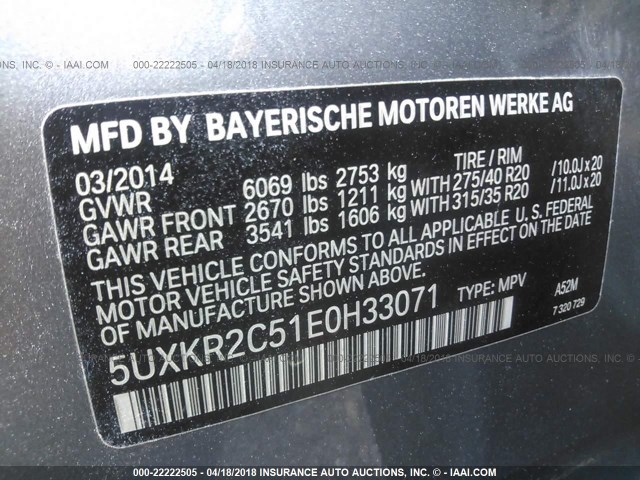 000-22222505 - 04/18/2018 INSURANCE AUTO AUCTIONS, INC. - © IAAI.COM
MFD BY BAYERISCHE MOTOREN WERKE AG
03/2014 TIRE / RIM
GVWR 6069 lbs 2753 kg
GAWR FRONT 2670 lbs 1211 kg WITH 275/40 R20 /10.0J x 20
GAWR REAR 3541 lbs 1606 kg WITH 315/35 R20 /11.0J x 20
THIS VEHICLE CONFORMS TO ALL APPLICABLE U. S. FEDERAL
MOTOR VEHICLE SAFETY STANDARDS IN EFFECT ON THE DATE
OF MANUFACTURE SHOWN ABOVE.
5UXKR2C51E0H33071 TYPE: MPV A52M
7 320 729
000-22222505 - 04/18/2018 INSURANCE AUTO AUCTIONS, INC. - © IAAI.COM